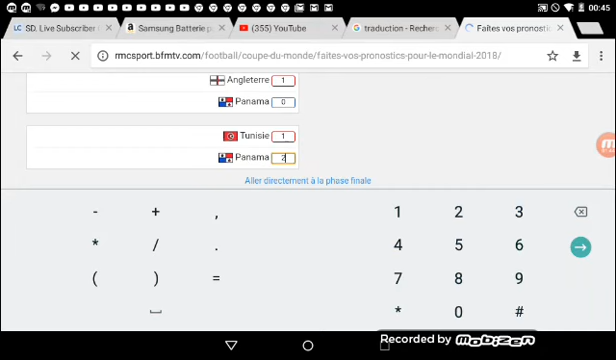 00:45
SD. Live Subscriber
Samsung Batterie p
(355) YouTube
traduction - Recher
Faites vos pronostic
rmcsport.bfmtv.com/football/coupe-du-monde/faites-vos-pronostics-pour-le-mondial-2018/
Angleterre 1
Panama 0
Tunisie 1
Panama 2
Aller directement à la phase finale
- + , 1 2 3
* / . 4 5 6
( ) = 7 8 9
* 0 #
Recorded by mobizen